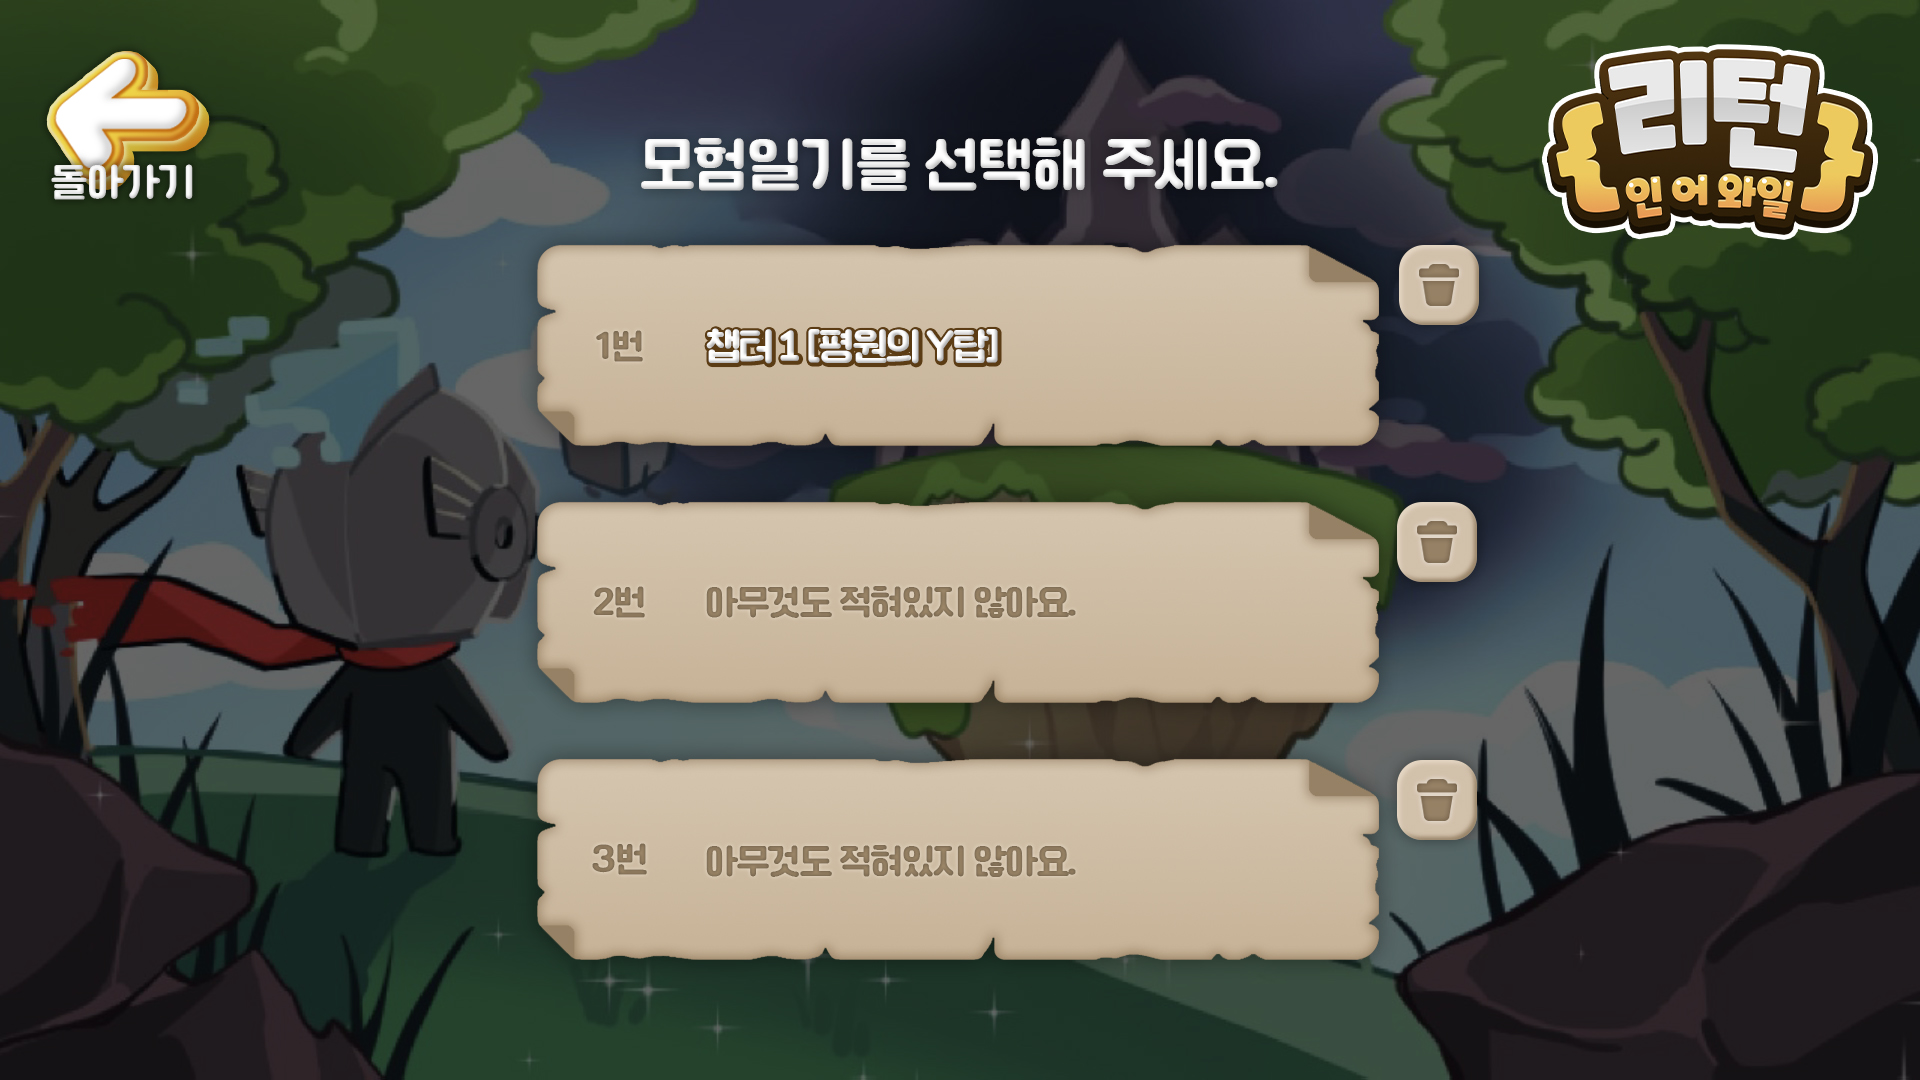 돌아가기
모험일기를 선택해 주세요.
리턴
인 어 와일
1번 챕터 1 [평원의 Y탑]
2번 아무것도 적혀있지 않아요.
3번 아무것도 적혀있지 않아요.